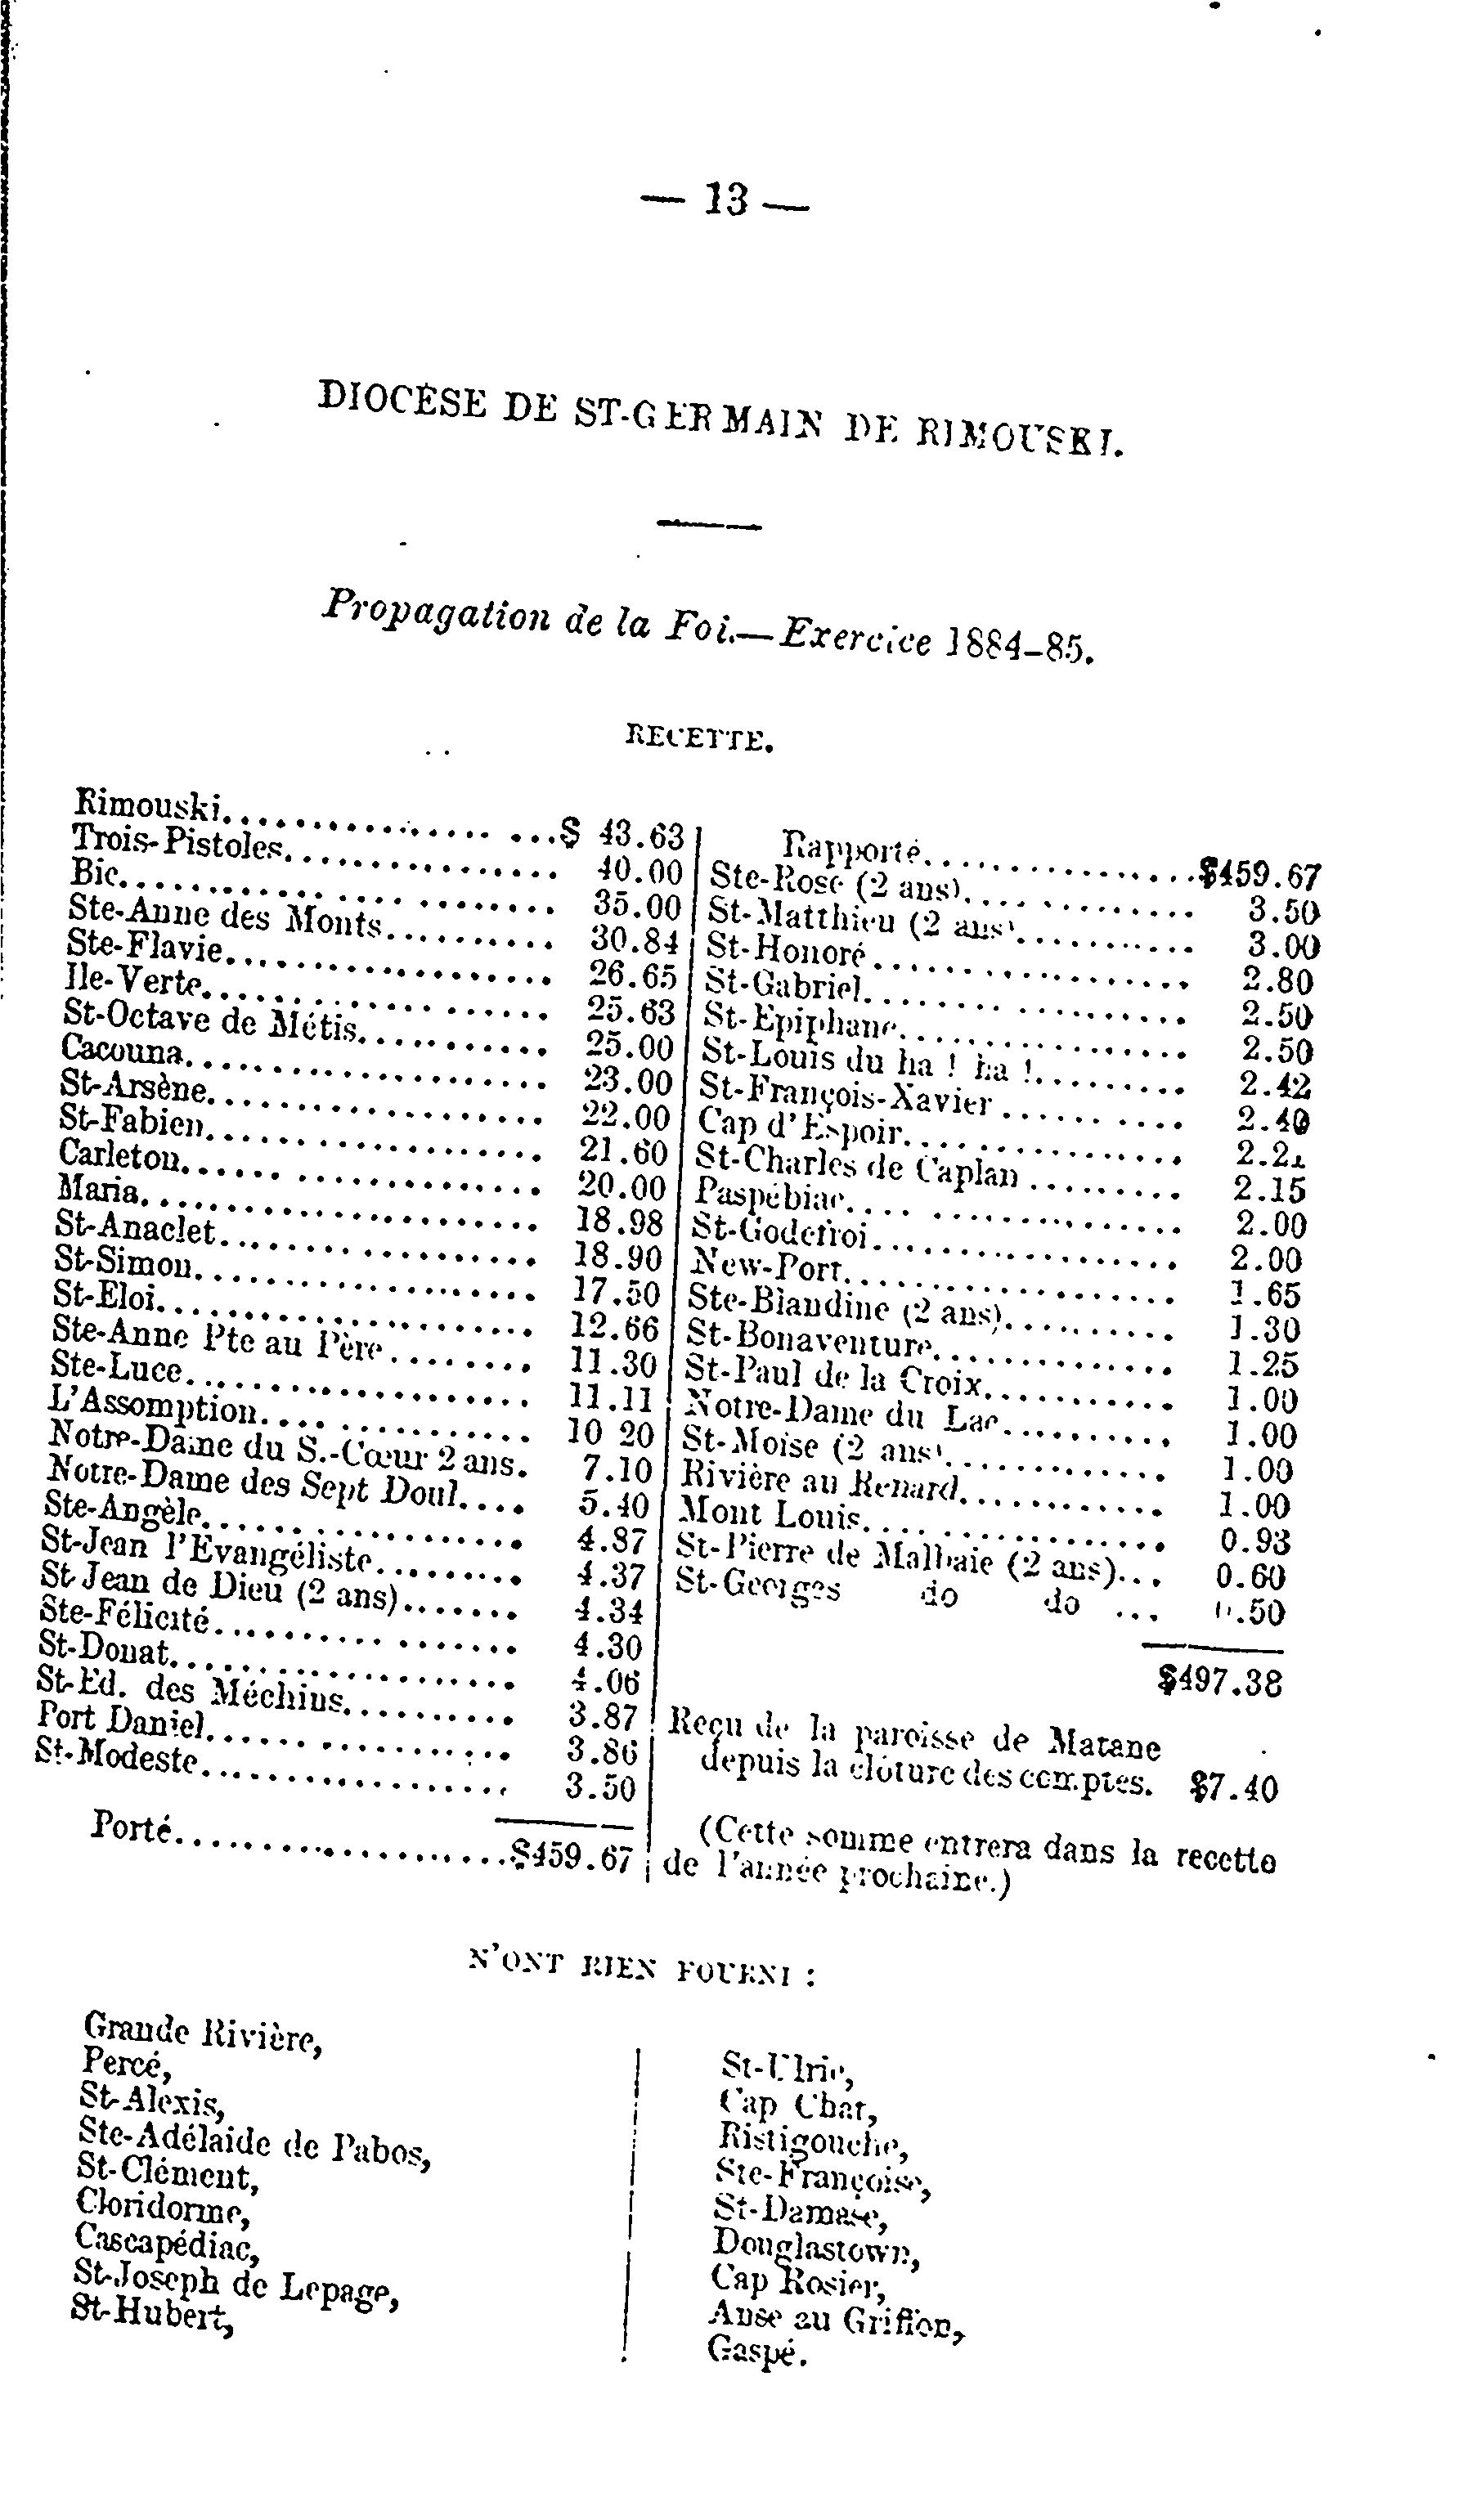 — 13 —
DIOCÈSE DE ST-GERMAIN DE RIMOUSKI.
Propagation de la Foi.—Exercice 1884-85.
RECETTE.
Rimouski.................... $ 43.63
Trois-Pistoles................ 40.00
Bic.................... 35.00
Ste-Anne des Monts.......... 30.84
Ste-Flavie.................... 26.65
Ile-Verte.................... 25.63
St-Octave de Métis........... 25.00
Cacouna.................... 23.00
St-Arsène.................... 22.00
St-Fabien.................... 21.60
Carleton.................... 20.00
Maria.................... 18.98
St-Anaclet.................... 18.90
St-Simon.................... 17.50
St-Eloi.................... 12.66
Ste-Anne Pte au Père........ 11.30
Ste-Luce.................... 11.11
L'Assomption................ 10 20
Notre-Dame du S.-Cœur 2 ans. 7.10
Notre-Dame des Sept Doul.... 5.40
Ste-Angèle.................... 4.87
St-Jean l'Evangéliste......... 4.37
St Jean de Dieu (2 ans)....... 4.34
Ste-Félicité.................. 4.30
St-Donat.................... 4.06
St-Ed. des Méchins.......... 3.87
Port Daniel.................. 3.86
St-Modeste.................. 3.50
Porté....................$459.67
Rapporté................$459.67
Ste-Rose (2 ans)............. 3.50
St-Matthieu (2 ans)........... 3.00
St-Honoré.................. 2.80
St-Gabriel.................. 2.50
St-Epiphane................ 2.50
St-Louis du ha ! ha !......... 2.42
St-François-Xavier .......... 2.40
Cap d'Espoir................ 2.21
St-Charles de Caplan ......... 2.15
Paspébiac.................. 2.00
St-Godefroi.................. 2.00
New-Port.................. 1.65
Ste-Blandine (2 ans).......... 1.30
St-Bonaventure.............. 1.25
St-Paul de la Croix........... 1.00
Notre-Dame du Lac.......... 1.00
St-Moise (2 ans)............. 1.00
Rivière au Renard............ 1.00
Mont Louis.................. 0.93
St-Pierre de Malbaie (2 ans)... 0.60
St-Georges do do ... 0.50
$497.38
Reçu de la paroisse de Matane
depuis la clôture des comptes. $7.40
(Cette somme entrera dans la recette
de l'année prochaine.)
N'ONT RIEN FOURNI :
Grande Rivière,
Percé,
St-Alexis,
Ste-Adélaide de Pabos,
St-Clément,
Cloridorme,
Cascapédiac,
St-Joseph de Lepage,
St-Hubert,
St-Ulric,
Cap Chat,
Ristigouche,
Ste-Françoise,
St-Damase,
Douglastown,
Cap Rosier,
Anse au Griffon,
Gaspé.